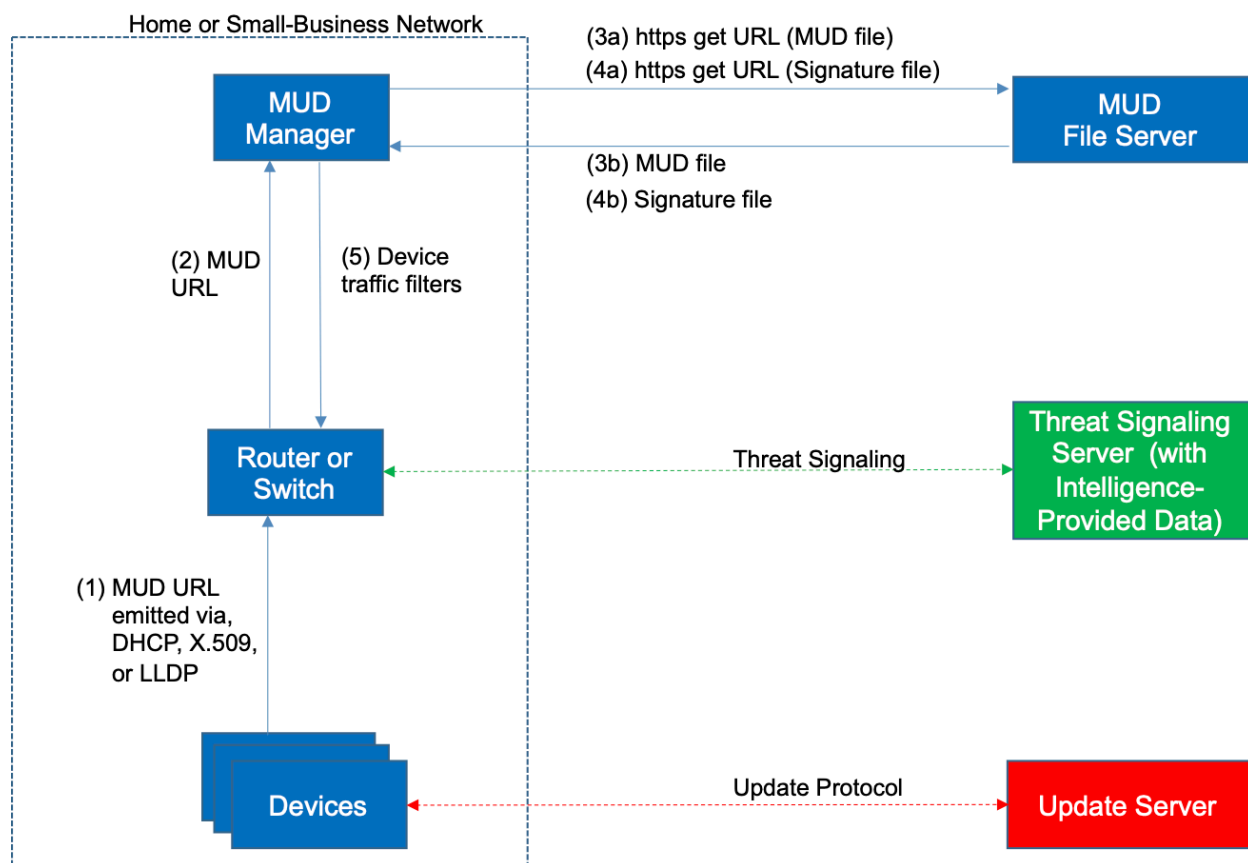 Home or Small-Business Network
(3a) https get URL (MUD file)
(4a) https get URL (Signature file)
MUD
Manager
MUD
File Server
(3b) MUD file
(4b) Signature file
(2) MUD
URL
(5) Device
traffic filters
Router or
Switch
Threat Signaling
Threat Signaling
Server (with
Intelligence-
Provided Data)
(1) MUD URL
emitted via,
DHCP, X.509,
or LLDP
Devices
Update Protocol
Update Server